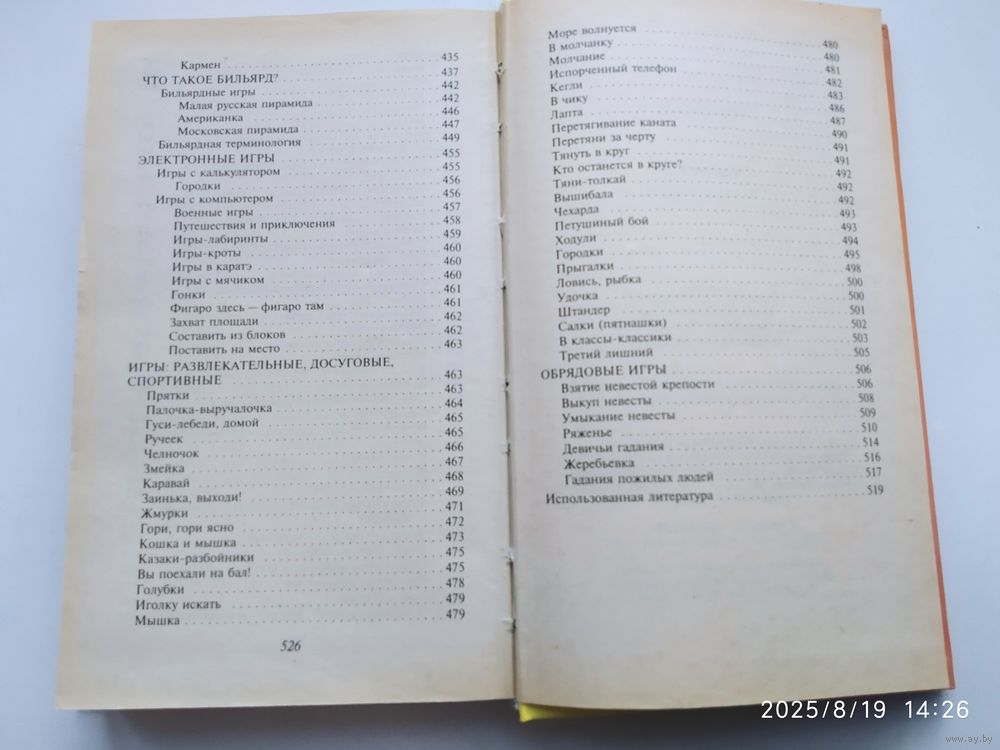 Кармен 435
ЧТО ТАКОЕ БИЛЬЯРД? 437
Бильярдные игры 442
Малая русская пирамида 442
Американка 446
Московская пирамида 447
Бильярдная терминология 449
ЭЛЕКТРОННЫЕ ИГРЫ 455
Игры с калькулятором 455
Городки 456
Игры с компьютером 456
Военные игры 457
Путешествия и приключения 458
Игры-лабиринты 459
Игры-кроты 460
Игры в каратэ 460
Игры с мячиком 460
Гонки 461
Фигаро здесь — фигаро там 461
Захват площади 462
Составить из блоков 462
Поставить на место 463
ИГРЫ: РАЗВЛЕКАТЕЛЬНЫЕ, ДОСУГОВЫЕ,
СПОРТИВНЫЕ 463
Прятки 463
Палочка-выручалочка 464
Гуси-лебеди, домой 465
Ручеек 465
Челночок 466
Змейка 467
Каравай 468
Заинька, выходи! 469
Жмурки 471
Гори, гори ясно 472
Кошка и мышка 473
Казаки-разбойники 475
Вы поехали на бал! 475
Голубки 478
Иголку искать 479
Мышка 479
526
Море волнуется 480
В молчанку 480
Молчание 481
Испорченный телефон 482
Кегли 483
В чику 486
Лапта 487
Перетягивание каната 490
Перетяни за черту 491
Тянуть в круг 491
Кто останется в круге? 492
Тяни-толкай 492
Вышибала 492
Чехарда 493
Петушиный бой 493
Ходули 494
Городки 495
Прыгалки 498
Ловись, рыбка 500
Удочка 500
Штандер 501
Салки (пятнашки) 502
В классы-классики 503
Третий лишний 505
ОБРЯДОВЫЕ ИГРЫ 506
Взятие невестой крепости 506
Выкуп невесты 508
Умыкание невесты 509
Ряженье 510
Девичьи гадания 514
Жеребьевка 516
Гадания пожилых людей 517
Использованная литература 519
2025/8/19 14:26
www.ay.by